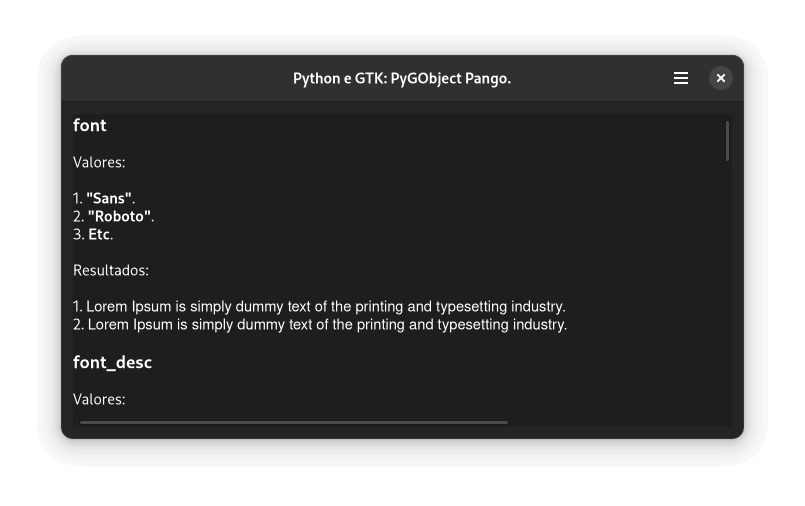 Python e GTK: PyGObject Pango.
font
Valores:
1. "Sans".
2. "Roboto".
3. Etc.
Resultados:
1. Lorem Ipsum is simply dummy text of the printing and typesetting industry.
2. Lorem Ipsum is simply dummy text of the printing and typesetting industry.
font_desc
Valores: